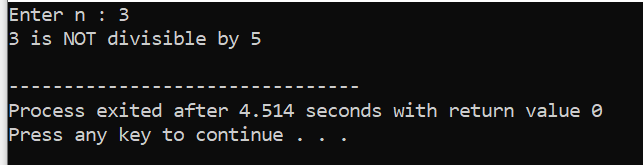 Enter n : 3
3 is NOT divisible by 5
--------------------------------
Process exited after 4.514 seconds with return value 0
Press any key to continue . . .